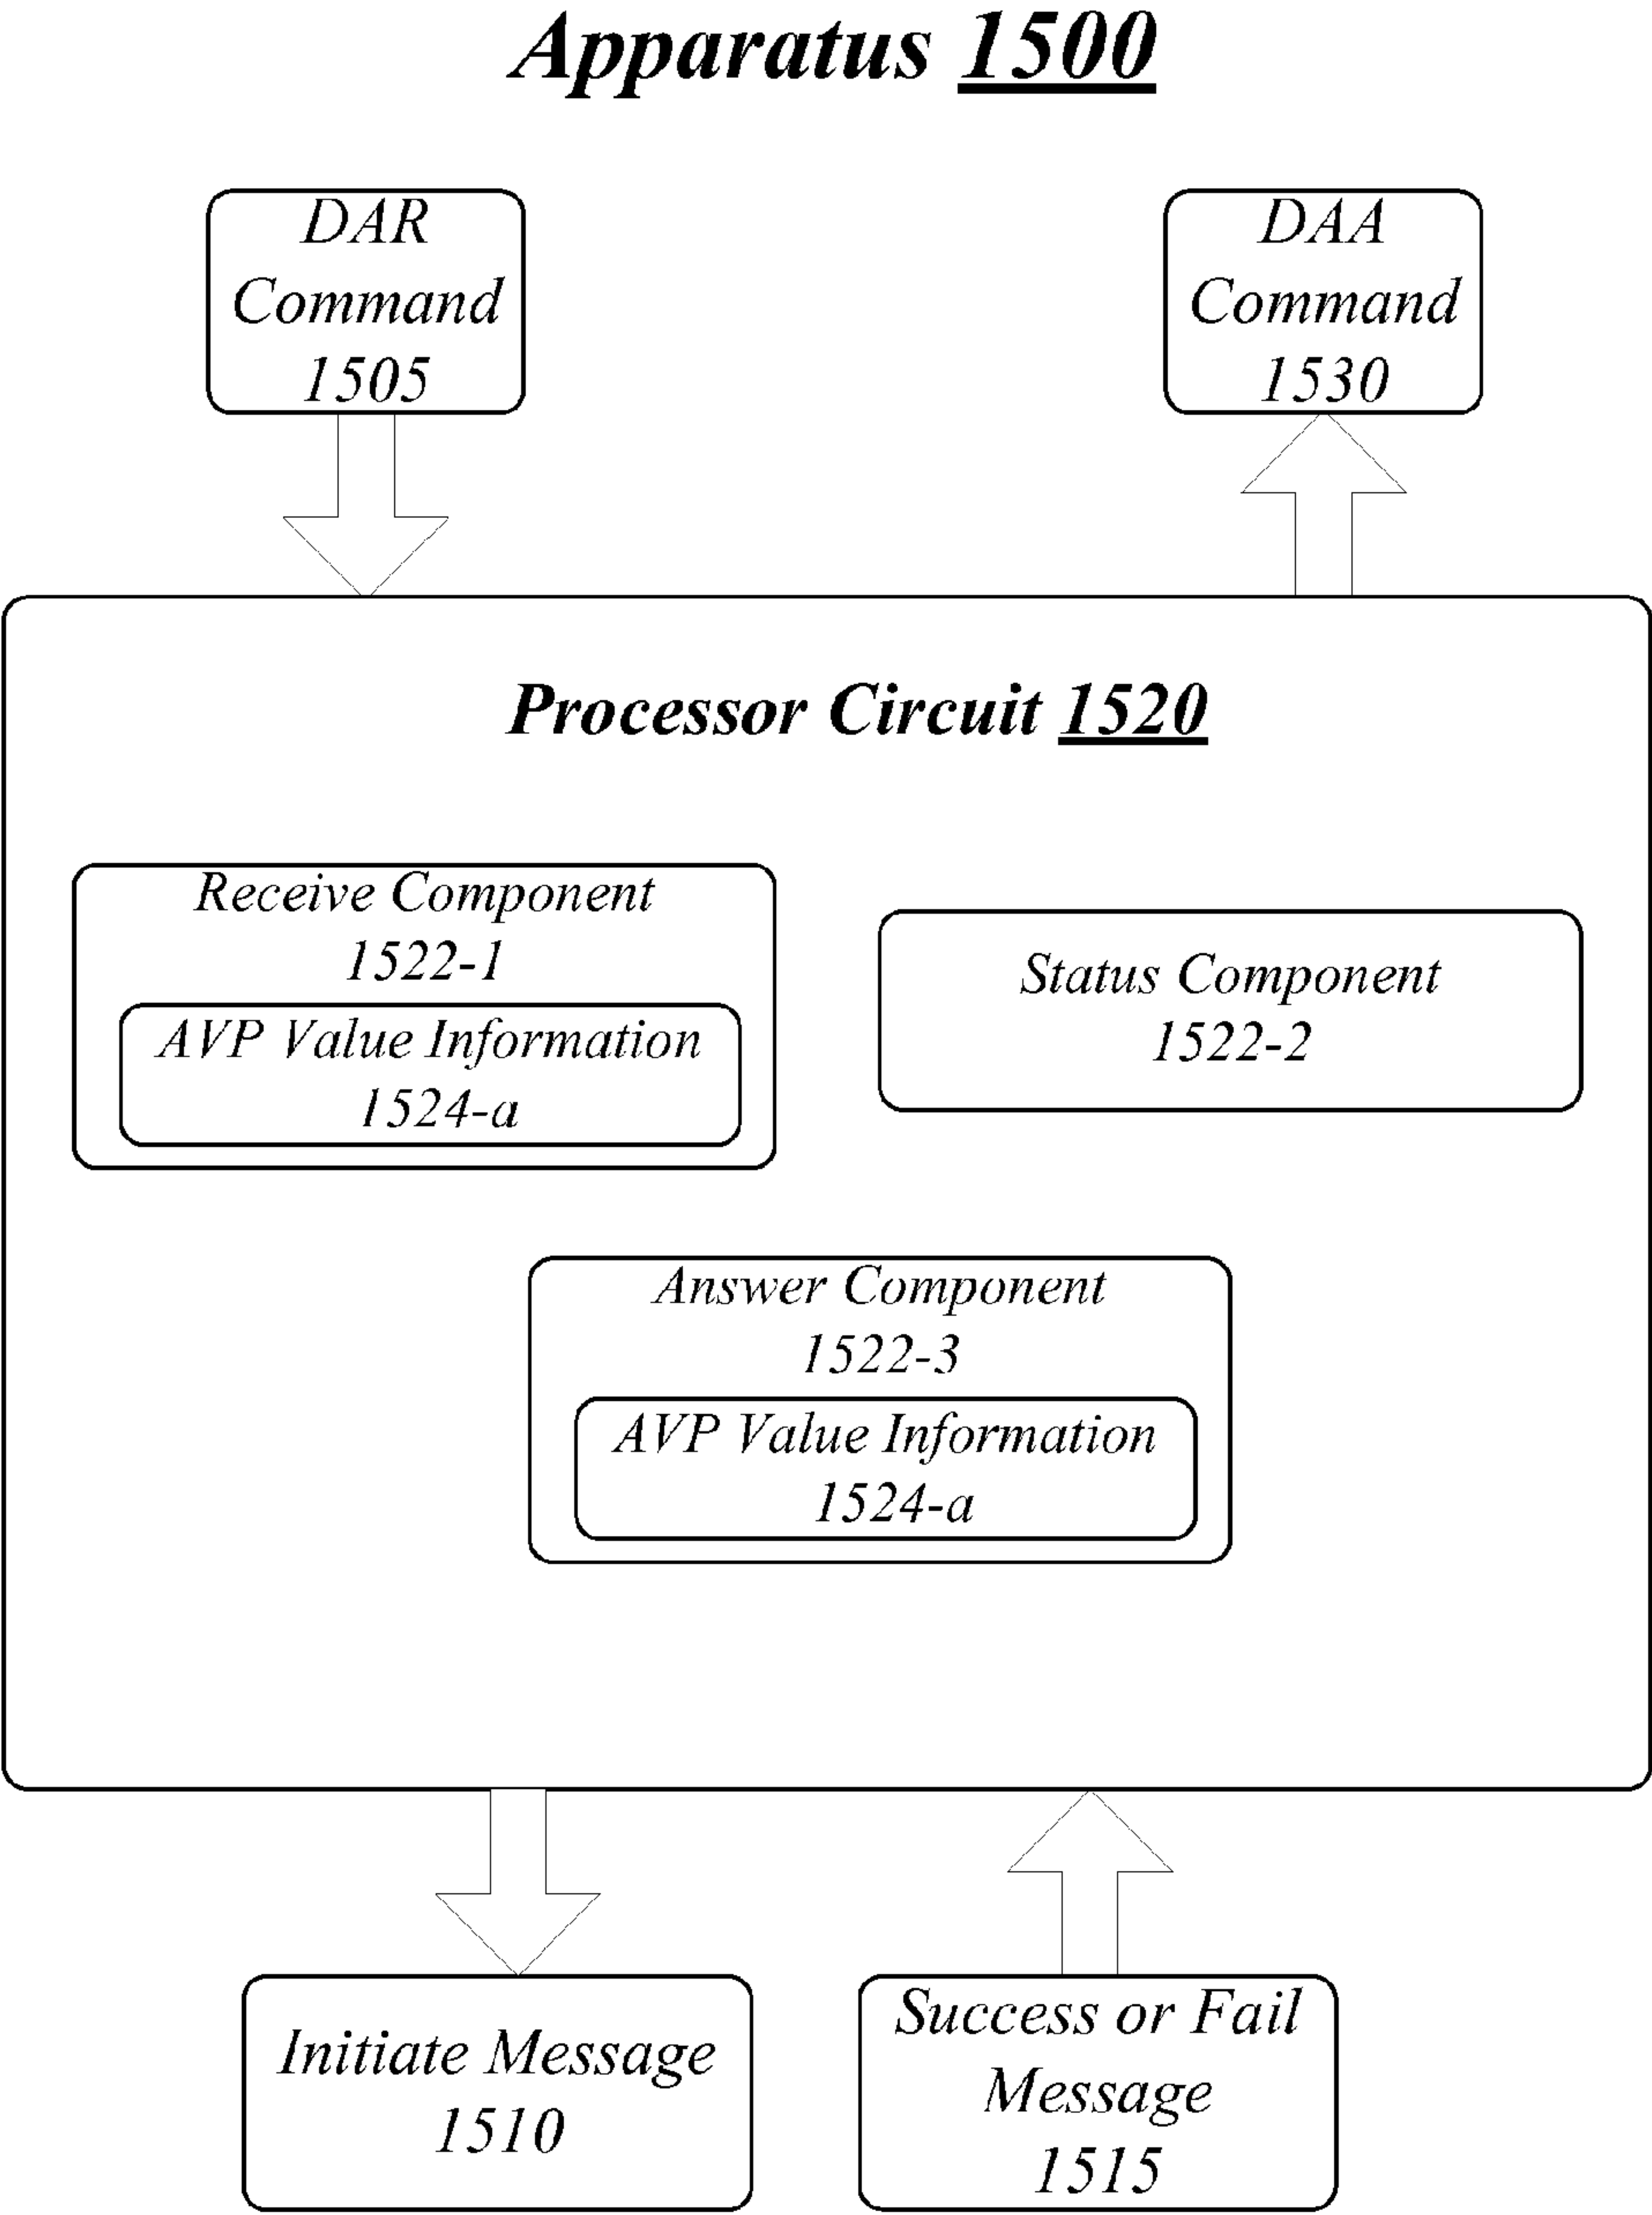 Apparatus 1500
DAR
Command
1505
DAA
Command
1530
Processor Circuit 1520
Receive Component
1522-1
AVP Value Information
1524-a
Status Component
1522-2
Answer Component
1522-3
AVP Value Information
1524-a
Initiate Message
1510
Success or Fail
Message
1515